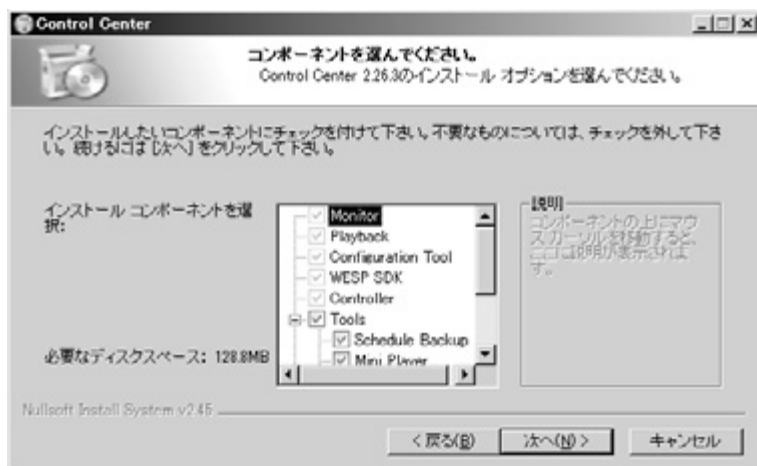 Control Center
コンポーネントを選んでください。
Control Center 2.26.3のインストール オプションを選んでください。
インストールしたいコンポーネントにチェックを付けて下さい。不要なものについては、チェックを外して下さ
い。続けるには [次へ] をクリックして下さい。
インストール コンポーネントを選
択:
Monitor
Playback
Configuration Tool
WESP SDK
Controller
Tools
Schedule Backup
Mini Player
説明
コンポーネントの上にマウ
ス カーソルを移動すると、
ここに説明が表示されま
す。
必要なディスクスペース: 128.8MB
Nullsoft Install System v2.45
< 戻る(B)
次へ(N) >
キャンセル